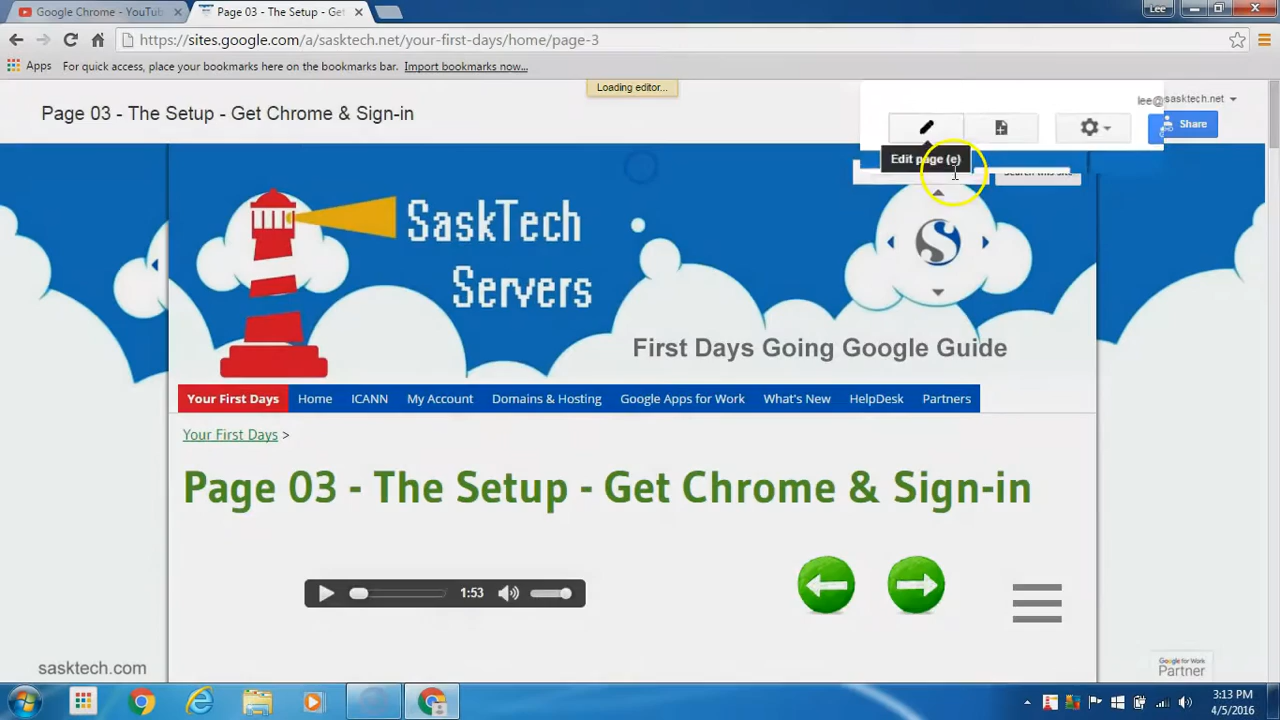 Google Chrome - YouTub
Page 03 - The Setup - Get
Lee
https://sites.google.com/a/sasktech.net/your-first-days/home/page-3
Apps For quick access, place your bookmarks here on the bookmarks bar. Import bookmarks now...
Loading editor...
lee@sasktech.net
Page 03 - The Setup - Get Chrome & Sign-in
Share
Edit page (e)
Search this site
SaskTech
Servers
First Days Going Google Guide
Your First Days Home ICANN My Account Domains & Hosting Google Apps for Work What's New HelpDesk Partners
Your First Days >
Page 03 - The Setup - Get Chrome & Sign-in
1:53
sasktech.com
Google for Work
Partner
3:13 PM
4/5/2016